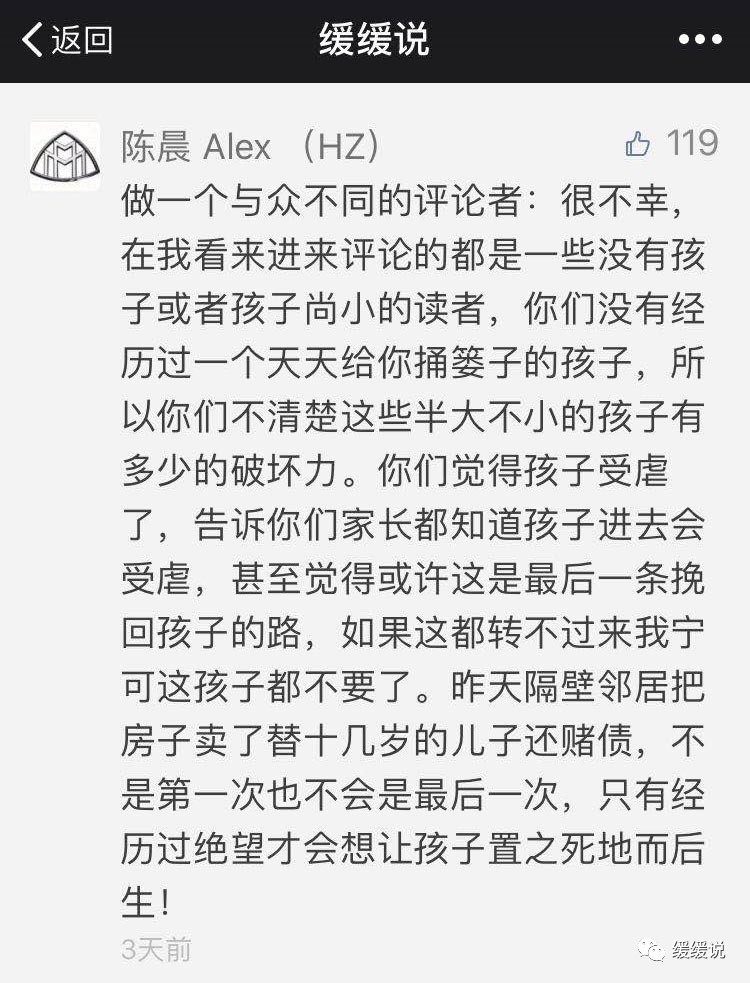 返回
缓缓说
陈晨 Alex （HZ）
119
做一个与众不同的评论者：很不幸，
在我看来进来评论的都是一些没有孩
子或者孩子尚小的读者，你们没有经
历过一个天天给你捅篓子的孩子，所
以你们不清楚这些半大不小的孩子有
多少的破坏力。你们觉得孩子受虐
了，告诉你们家长都知道孩子进去会
受虐，甚至觉得或许这是最后一条挽
回孩子的路，如果这都转不过来我宁
可这孩子都不要了。昨天隔壁邻居把
房子卖了替十几岁的儿子还赌债，不
是第一次也不会是最后一次，只有经
历过绝望才会想让孩子置之死地而后
生！
3天前
缓缓说